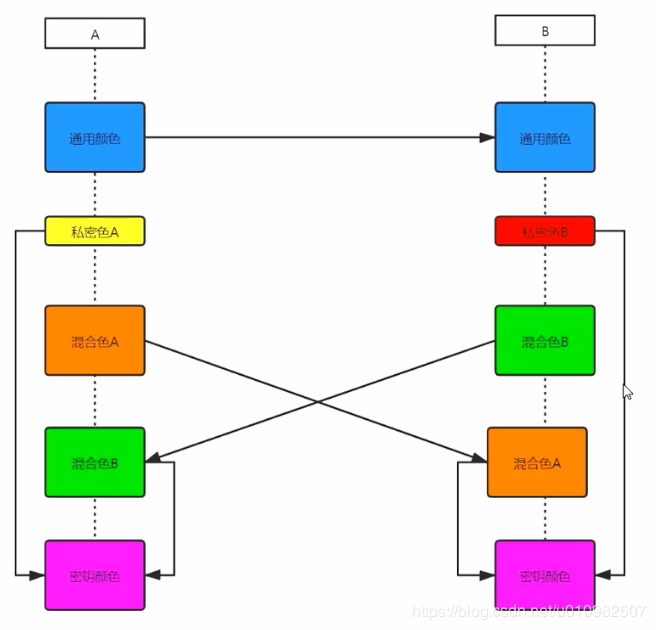 A
B
通用颜色
通用颜色
私密色A
私密色B
混合色A
混合色B
混合色B
混合色A
密钥颜色
密钥颜色
https://blog.csdn.net/u010982507